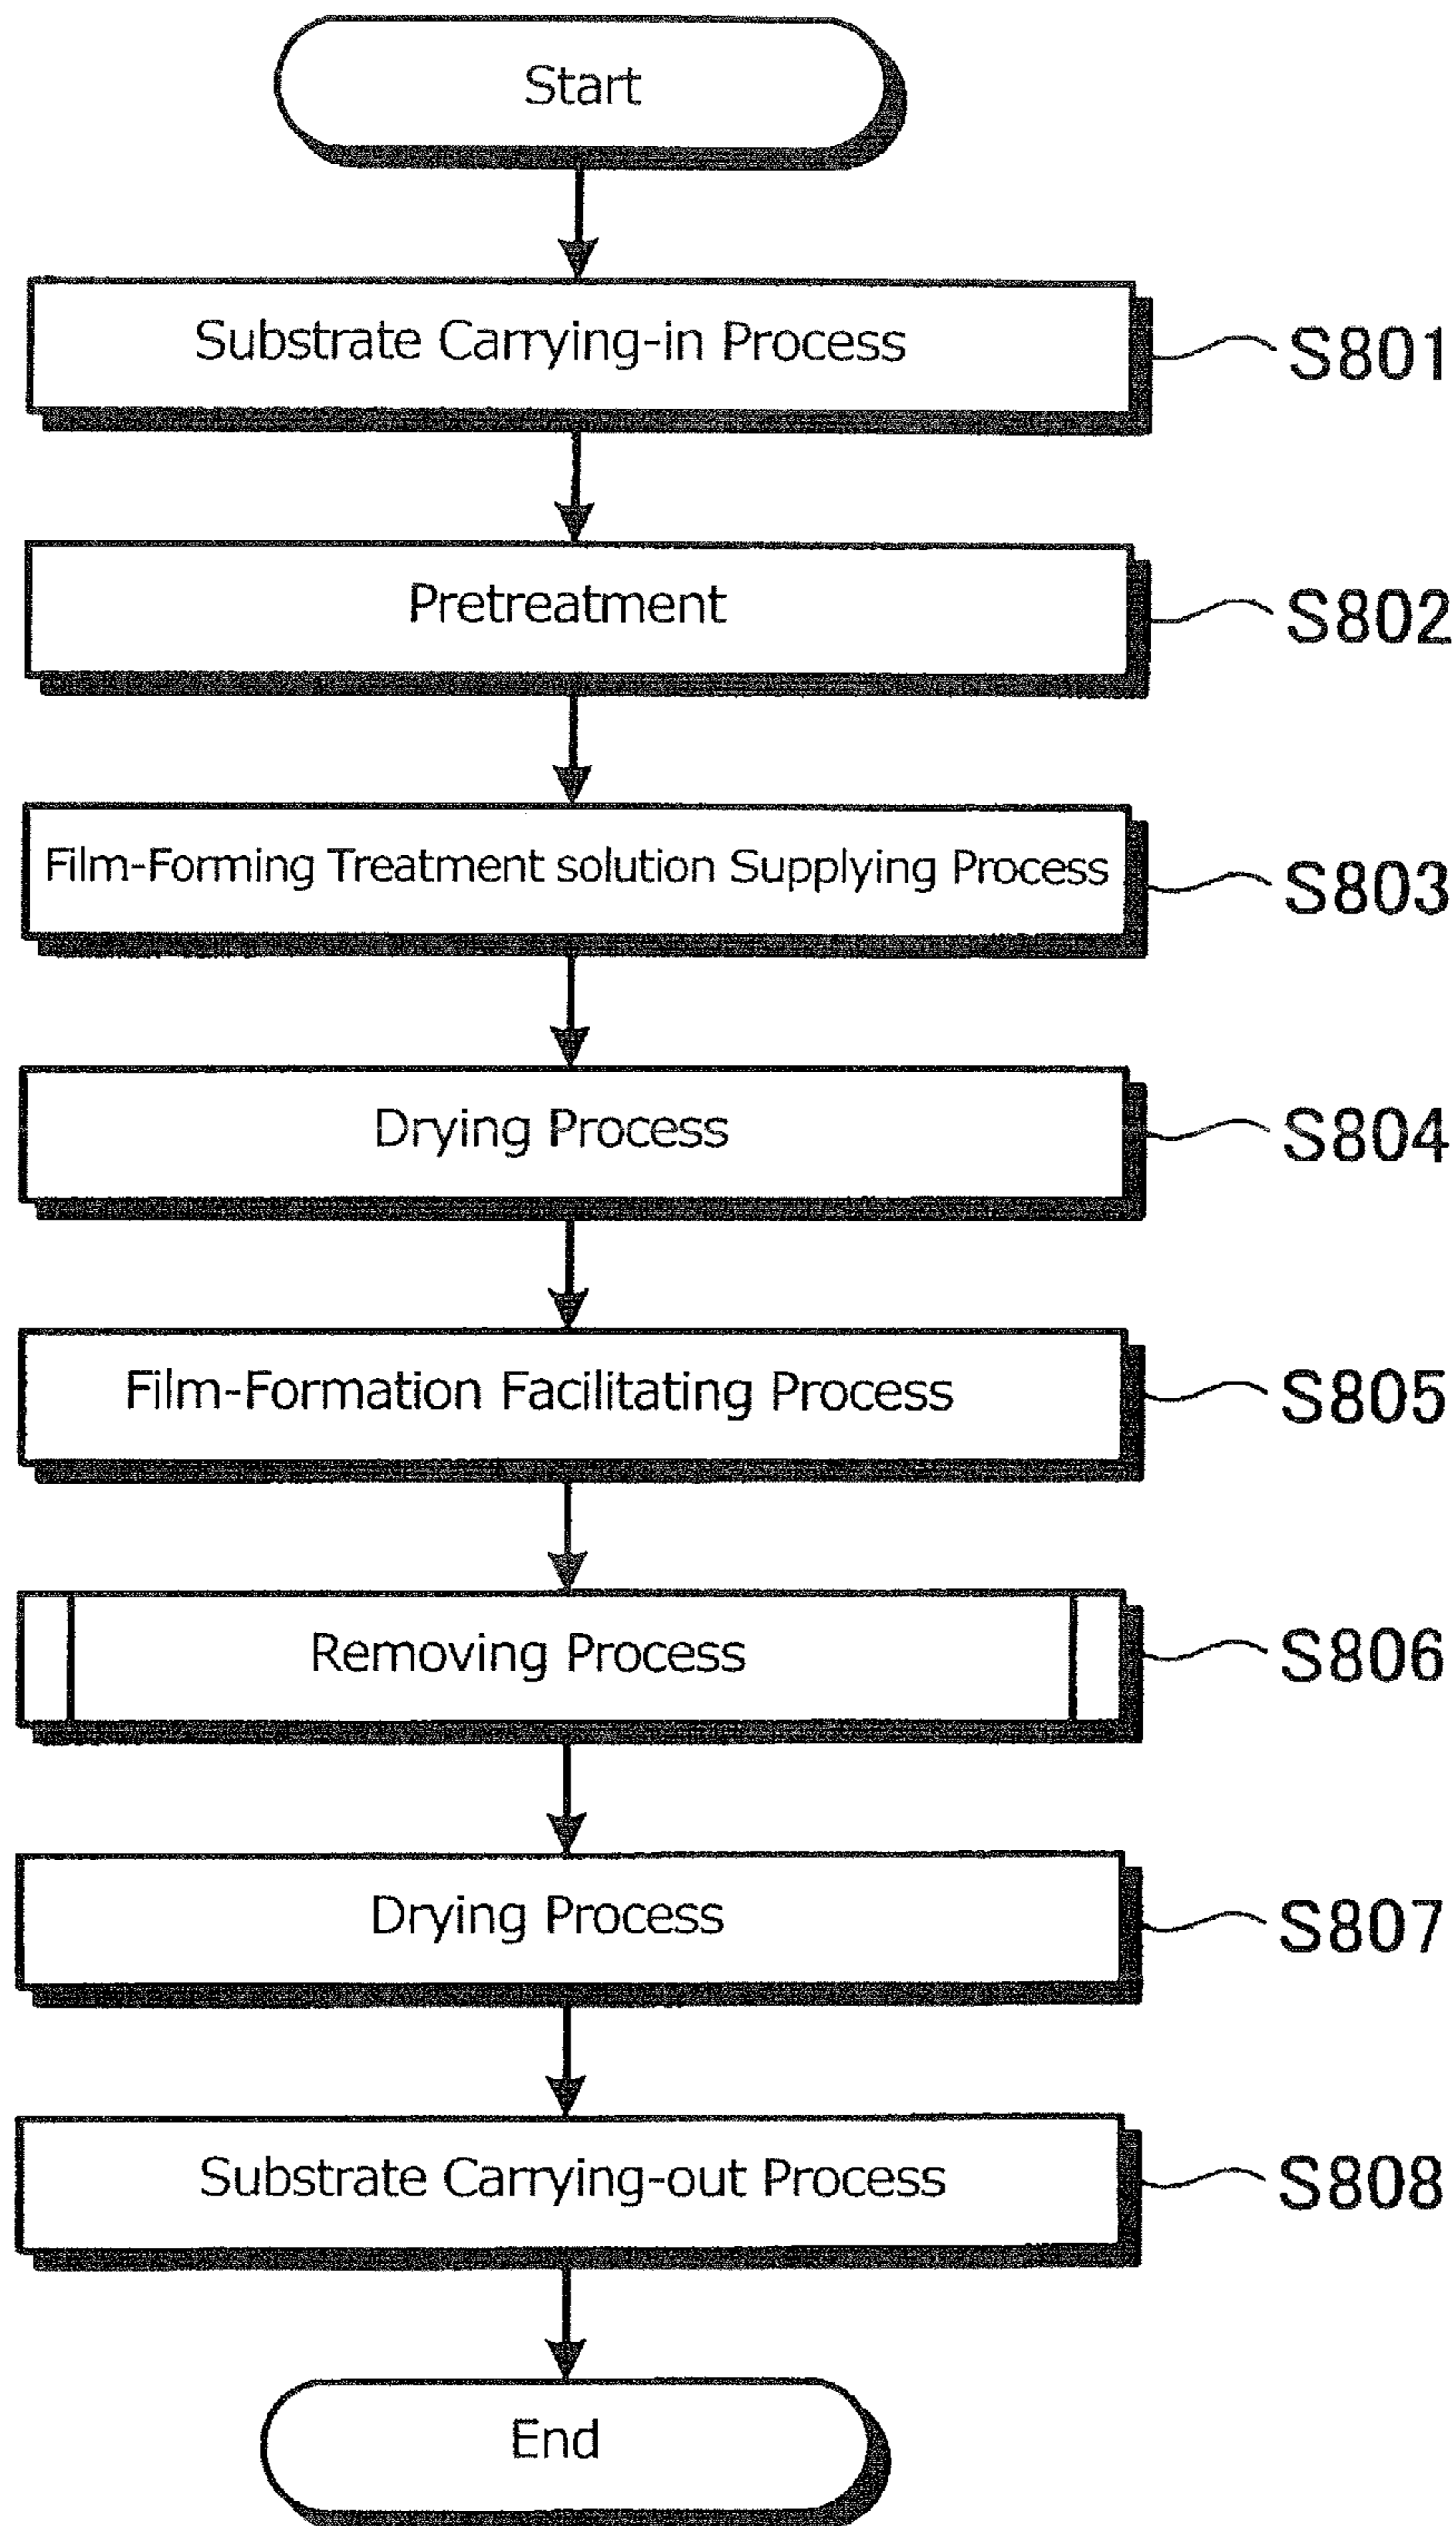 Start
Substrate Carrying-in Process
S801
Pretreatment
S802
Film-Forming Treatment solution Supplying Process
S803
Drying Process
S804
Film-Formation Facilitating Process
S805
Removing Process
S806
Drying Process
S807
Substrate Carrying-out Process
S808
End